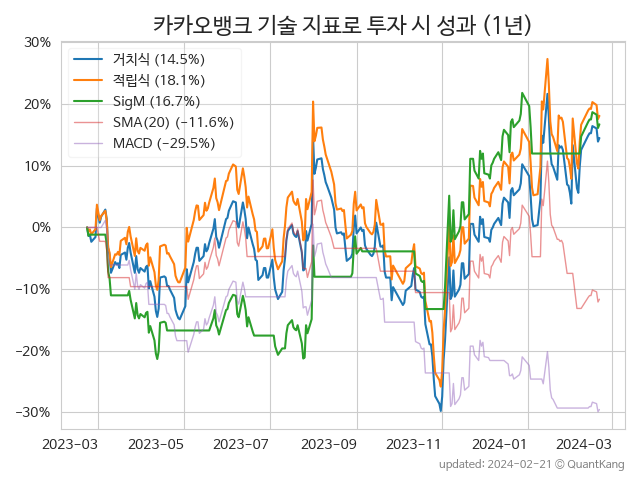 카카오뱅크 기술 지표로 투자 시 성과 (1년)
30%
20%
10%
0%
−10%
−20%
−30%
거치식 (14.5%)
적립식 (18.1%)
SigM (16.7%)
SMA(20) (−11.6%)
MACD (−29.5%)
2023-03
2023-05
2023-07
2023-09
2023-11
2024-01
2024-03
updated: 2024-02-21 © QuantKang